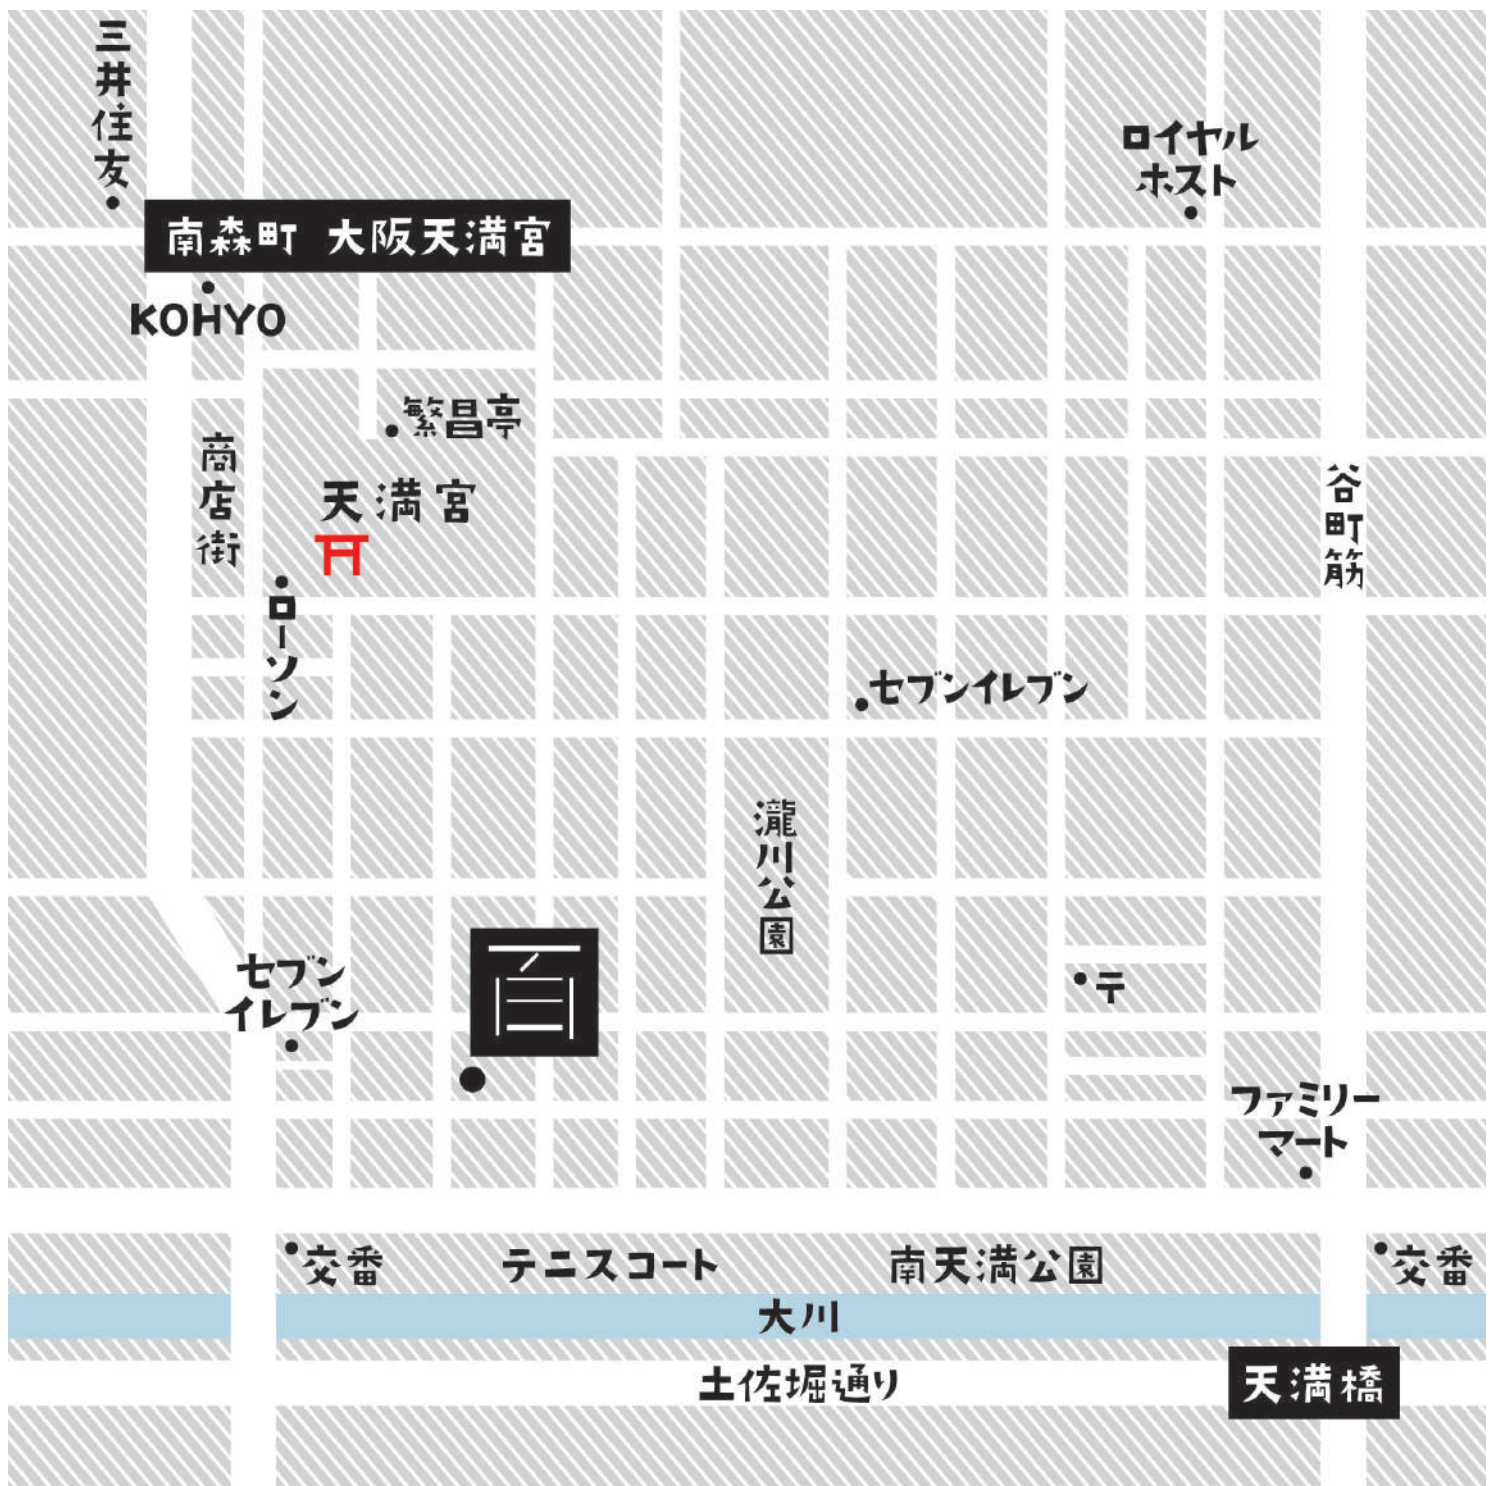 三井住友
ロイヤル
ホスト
南森町 大阪天満宮
KOHYO
繁昌亭
商店街
天満宮
谷町筋
ローソン
セブンイレブン
瀧川公園
百
セブン
イレブン
〒
ファミリー
マート
交番
テニスコート
南天満公園
交番
大川
土佐堀通り
天満橋